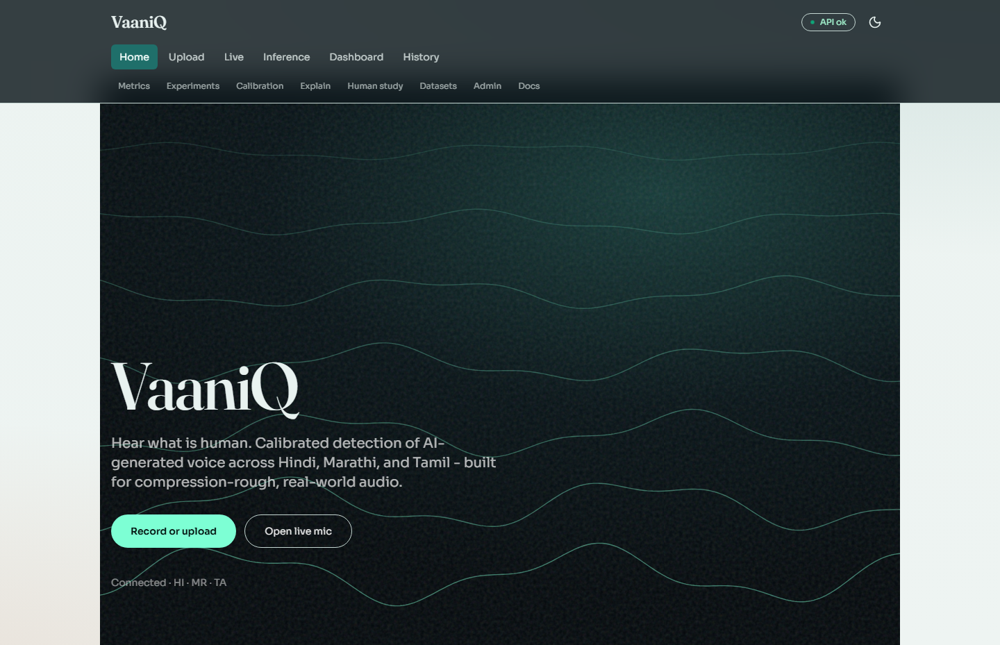 VaaniQ
API ok
Home Upload Live Inference Dashboard History
Metrics Experiments Calibration Explain Human study Datasets Admin Docs
VaaniQ
Hear what is human. Calibrated detection of AI-
generated voice across Hindi, Marathi, and Tamil - built
for compression-rough, real-world audio.
Record or upload Open live mic
Connected · HI · MR · TA